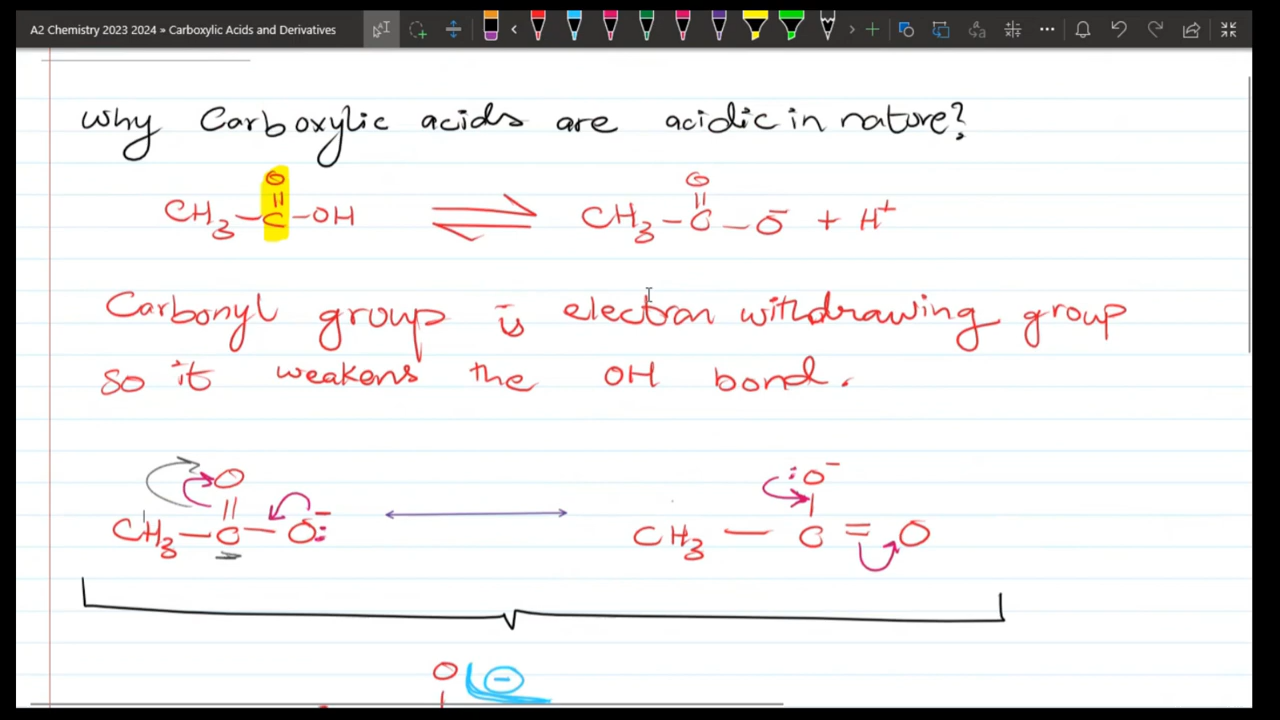 A2 Chemistry 2023 2024 » Carboxylic Acids and Derivatives
Why Carboxylic acids are acidic in nature?
O
CH3 – C – OH ⇌ CH3 – C – O⁻ + H⁺
O
Carbonyl group is electron withdrawing group
so it weakens the OH bond.
O :O⁻
CH3 – C – O⁻: ↔ CH3 – C = O
O ⊖